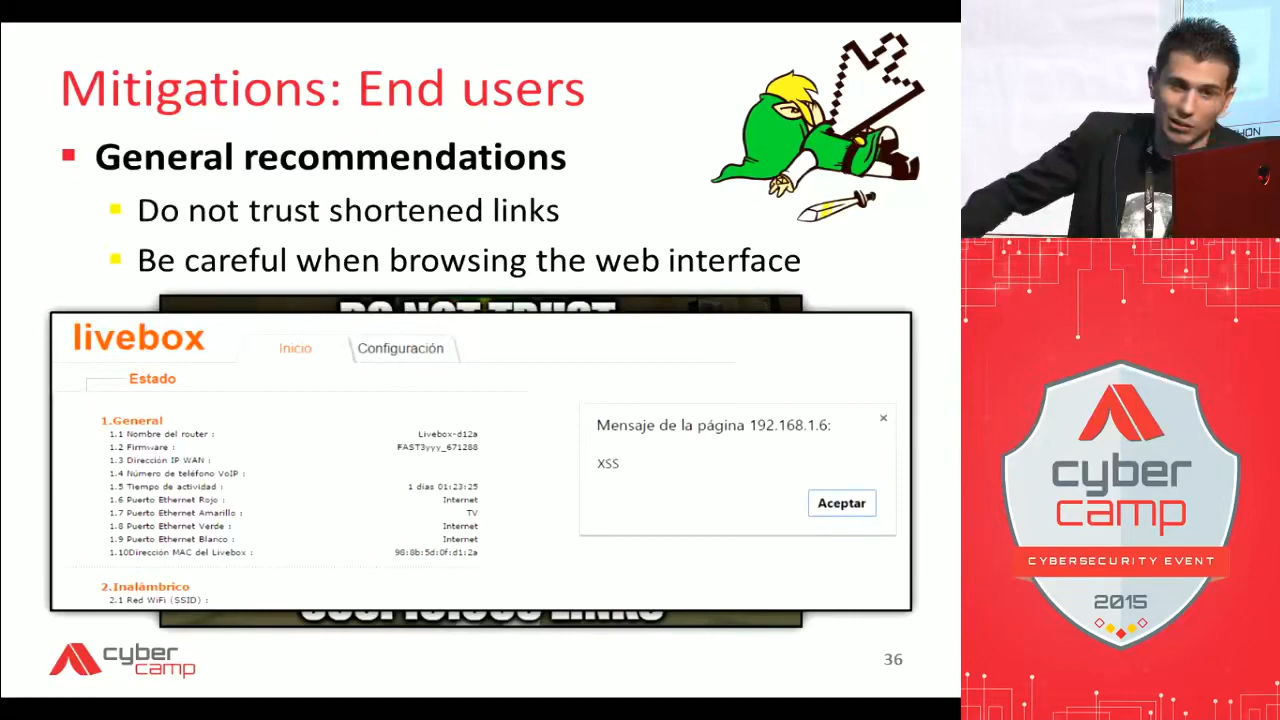 Mitigations: End users
General recommendations
Do not trust shortened links
Be careful when browsing the web interface
DO NOT TRUST
livebox
Inicio
Configuración
Estado
1.General
1.1 Nombre del router :
Livebox-d12a
1.2 Firmware :
FAST3yyy_671288
1.3 Dirección IP WAN :
1.4 Número de teléfono VoIP :
1.5 Tiempo de actividad :
1 días 01:23:25
1.6 Puerto Ethernet Rojo :
Internet
1.7 Puerto Ethernet Amarillo :
TV
1.8 Puerto Ethernet Verde :
Internet
1.9 Puerto Ethernet Blanco :
Internet
1.10Dirección MAC del Livebox :
98:8b:5d:0f:d1:2a
2.Inalámbrico
2.1 Red WiFi (SSID) :
Mensaje de la página 192.168.1.6:
×
XSS
Aceptar
SUSPICIOUS LINKS
cyber
camp
36
cyber
camp
CYBERSECURITY EVENT
2015